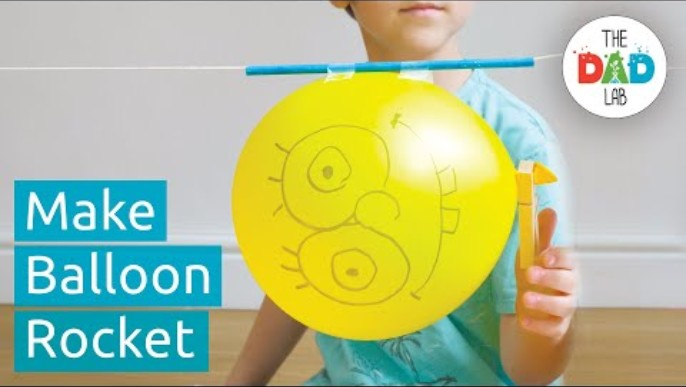 THE
DAD
LAB
Make
Balloon
Rocket